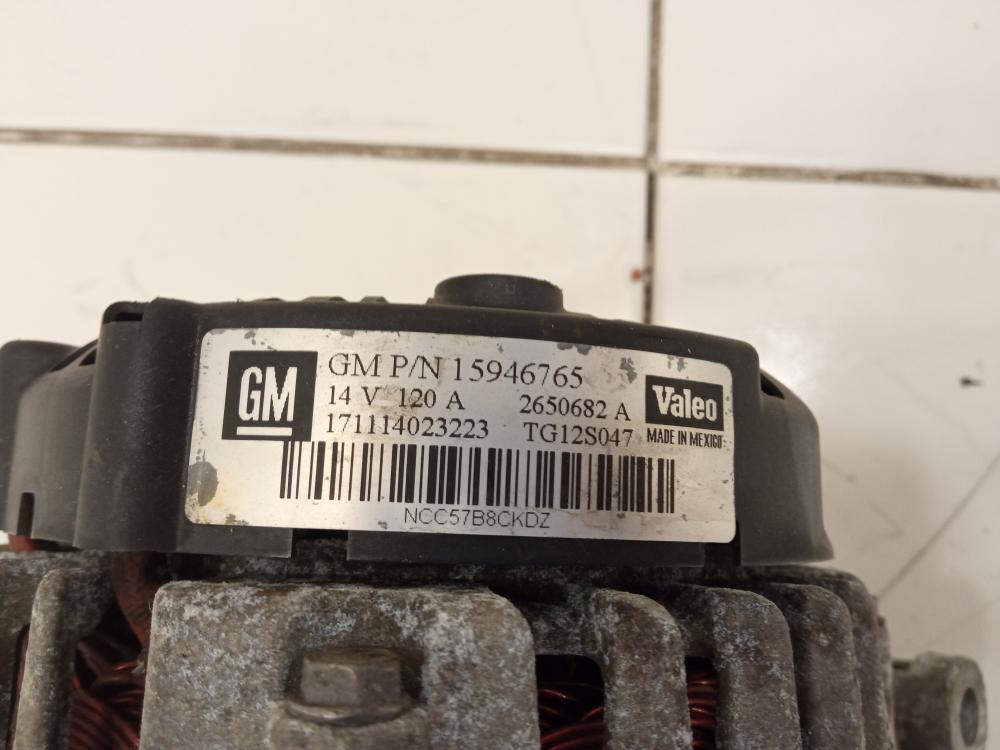 GM
GM P/N 15946765
14 V 120 A 2650682 A
171114023223 TG12S047
Valeo
MADE IN MEXICO
NCC57B8CKDZ